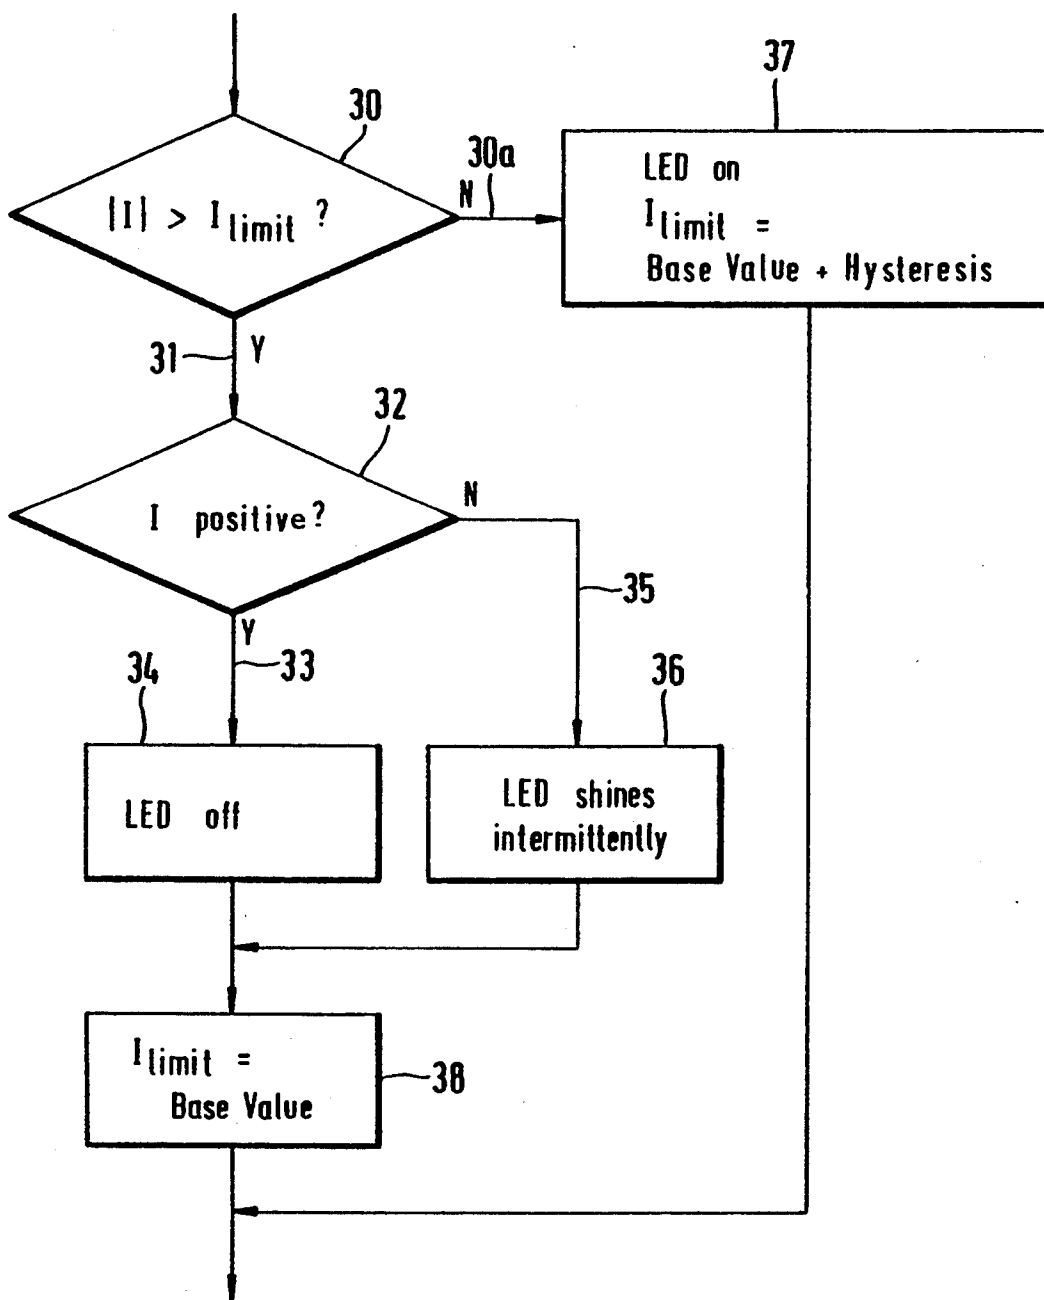 37
30
30a
N
LED on
|I| > I limit ?
I limit =
Base Value + Hysteresis
31
Y
32
N
I positive?
35
Y
33
34
36
LED off
LED shines
intermittently
I limit =
Base Value
38